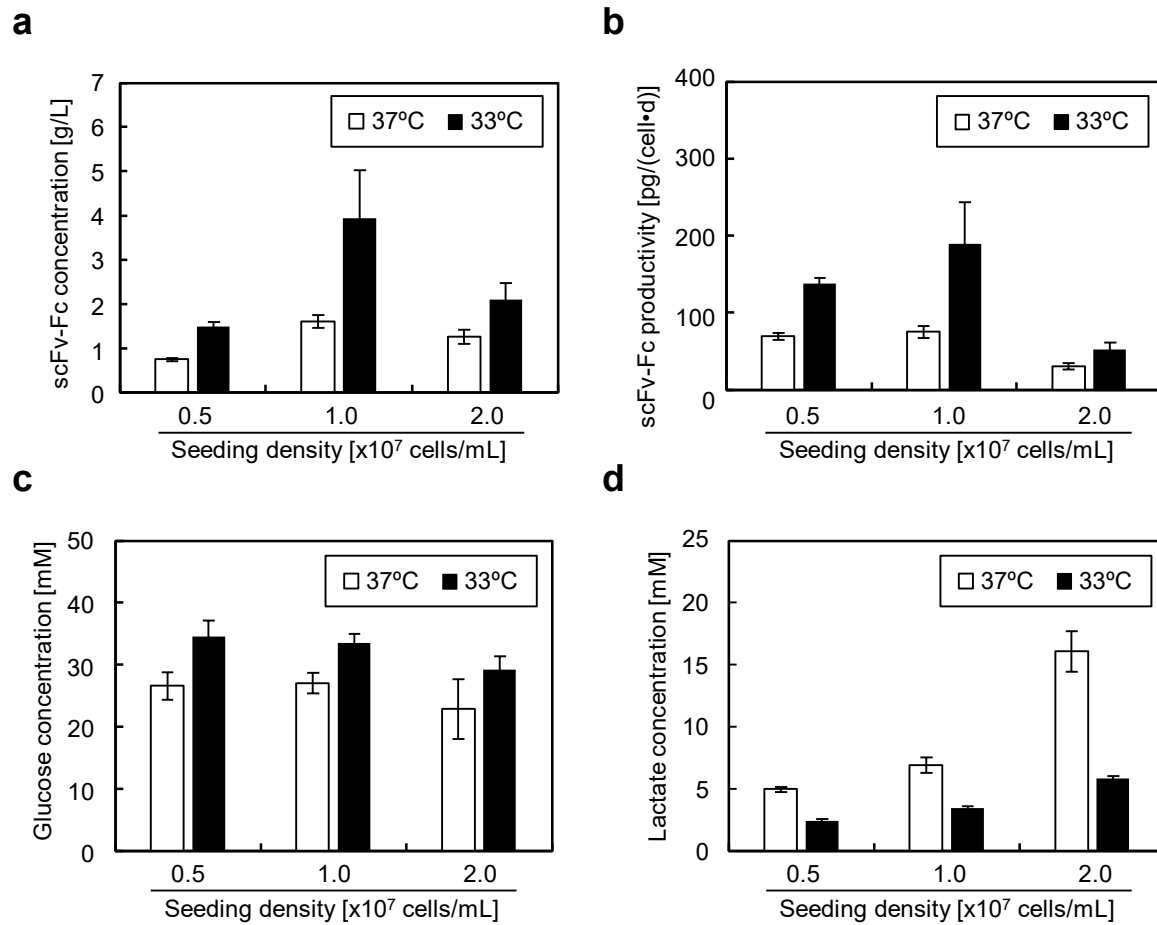 a
scFv-Fc concentration [g/L]
7
6
5
4
3
2
1
0
37ºC 33ºC
0.5 1.0 2.0
Seeding density [x10⁷ cells/mL]
b
scFv-Fc productivity [pg/(cell•d)]
400
300
200
100
0
37ºC 33ºC
0.5 1.0 2.0
Seeding density [x10⁷ cells/mL]
c
Glucose concentration [mM]
50
40
30
20
10
0
37ºC 33ºC
0.5 1.0 2.0
Seeding density [x10⁷ cells/mL]
d
Lactate concentration [mM]
25
20
15
10
5
0
37ºC 33ºC
0.5 1.0 2.0
Seeding density [x10⁷ cells/mL]